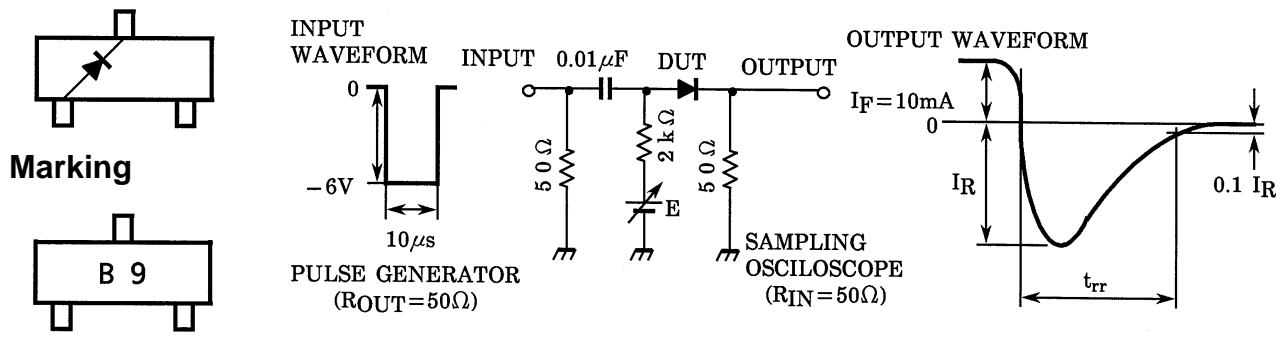 Marking
B 9
INPUT
WAVEFORM
0
−6V
10μs
PULSE GENERATOR
(ROUT=50Ω)
INPUT
0.01μF
DUT
OUTPUT
50Ω
2kΩ
50Ω
E
SAMPLING
OSCILOSCOPE
(RIN=50Ω)
OUTPUT WAVEFORM
IF=10mA
0
IR
0.1 IR
trr